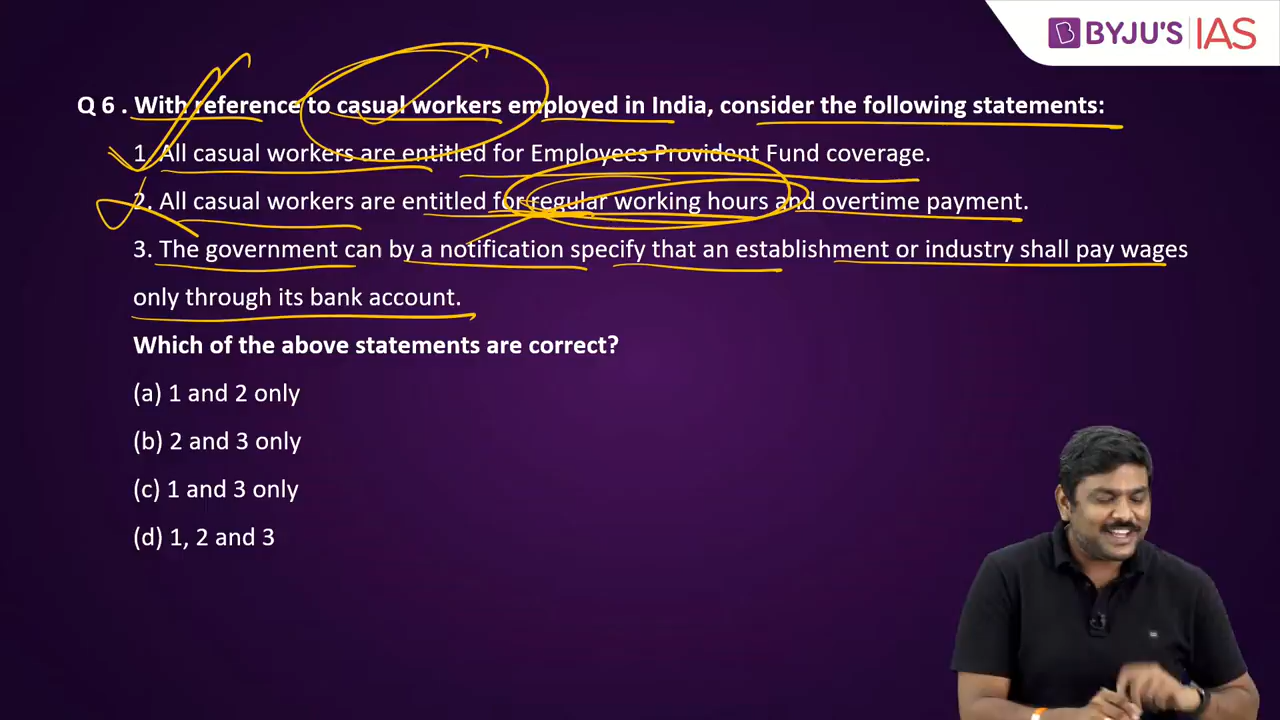 BYJU'S IAS
Q 6 . With reference to casual workers employed in India, consider the following statements:
1. All casual workers are entitled for Employees Provident Fund coverage.
2. All casual workers are entitled for regular working hours and overtime payment.
3. The government can by a notification specify that an establishment or industry shall pay wages
only through its bank account.
Which of the above statements are correct?
(a) 1 and 2 only
(b) 2 and 3 only
(c) 1 and 3 only
(d) 1, 2 and 3